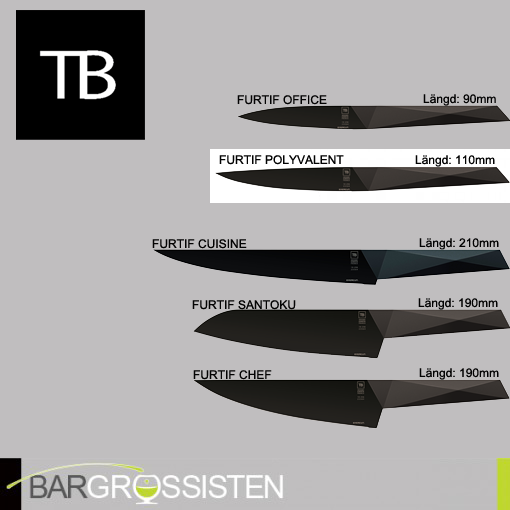 TB
FURTIF OFFICE Längd: 90mm
FURTIF POLYVALENT Längd: 110mm
FURTIF CUISINE Längd: 210mm
FURTIF SANTOKU Längd: 190mm
FURTIF CHEF Längd: 190mm
BARGROSSISTEN